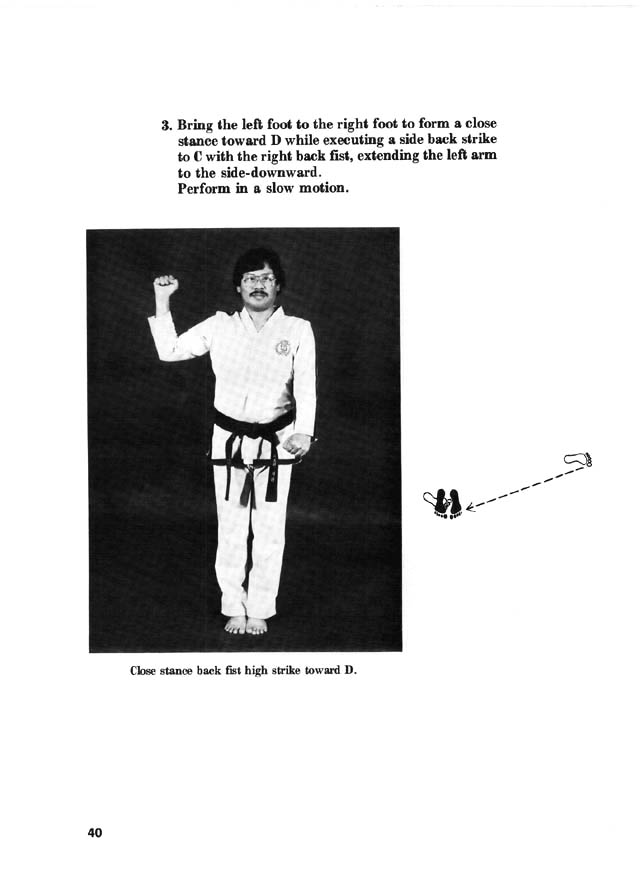 3. Bring the left foot to the right foot to form a close
stance toward D while executing a side back strike
to C with the right back fist, extending the left arm
to the side-downward.
Perform in a slow motion.
Close stance back fist high strike toward D.
40